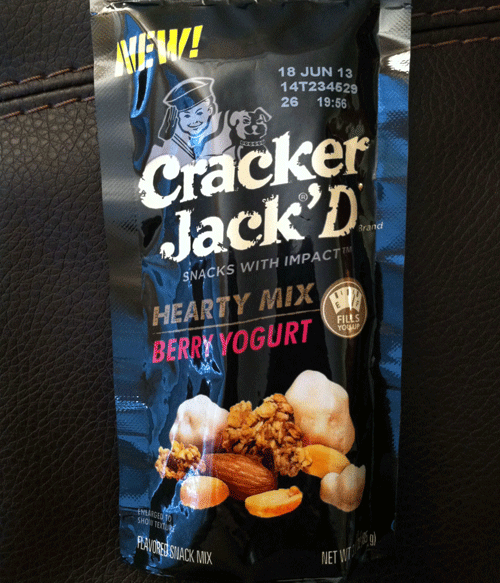 NEW!
18 JUN 13
14T234529
26 19:56
Cracker
Jack'D®
Brand
SNACKS WITH IMPACT™
HEARTY MIX
BERRY YOGURT
FILLS
YOU UP
ENLARGED TO
SHOW TEXTURE
FLAVORED SNACK MIX
NET WT
g)